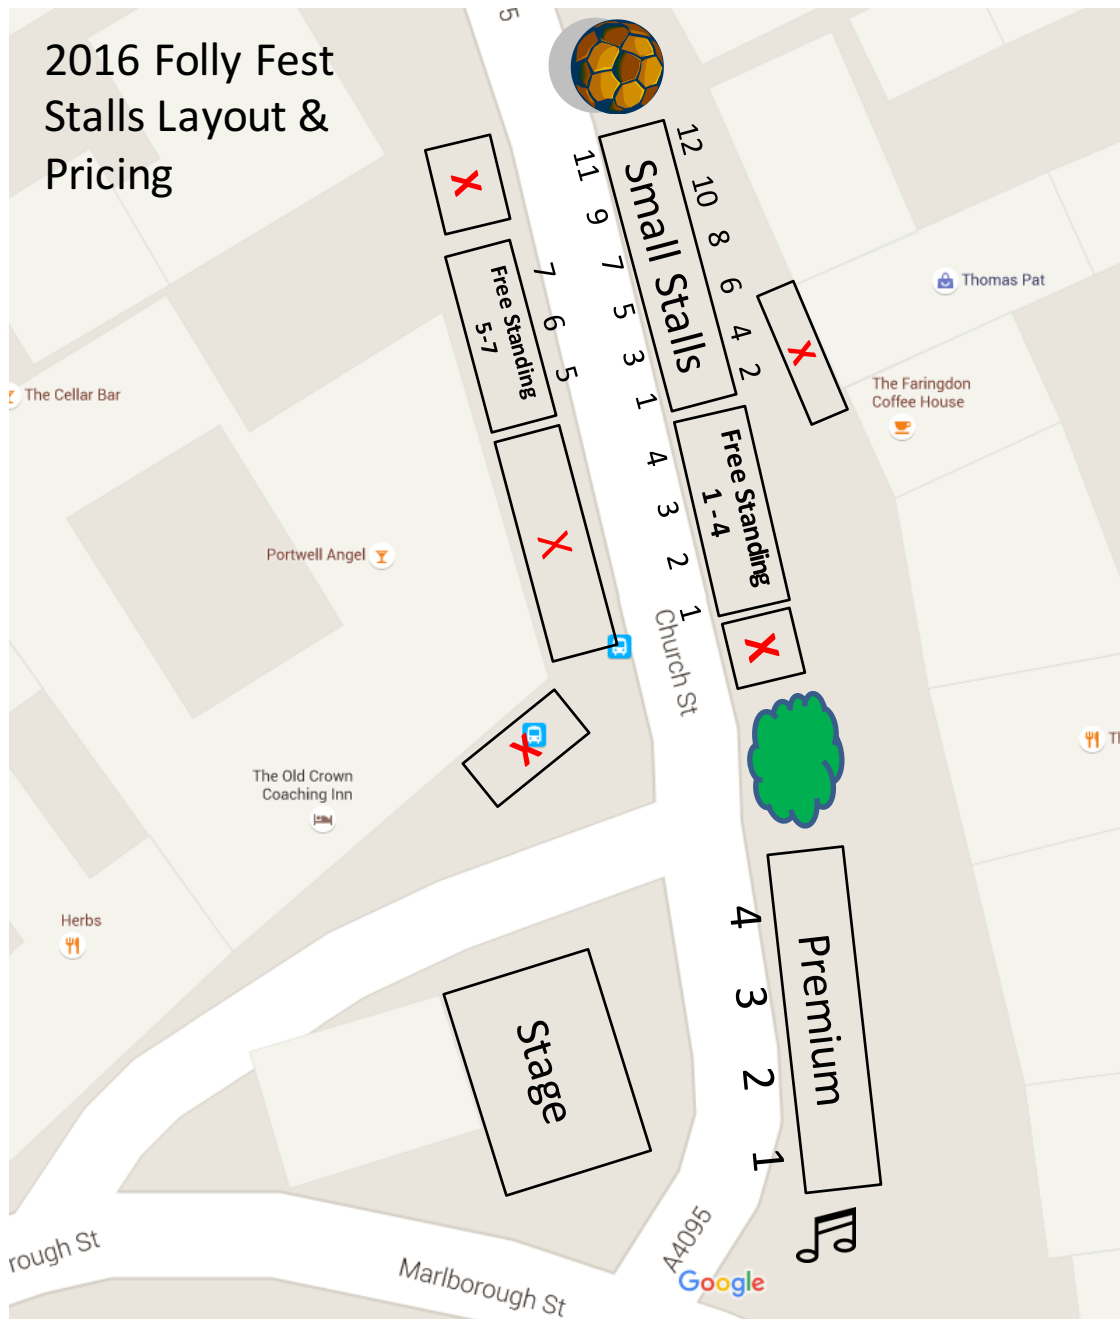 2016 Folly Fest
Stalls Layout &
Pricing
5
12
11
10
9
8
7
6
5
4
3
2
1
Small Stalls
X
Free Standing
5-7
7
6
5
X
Thomas Pat
The Faringdon
Coffee House
The Cellar Bar
Free Standing
1-4
4
3
2
1
X
Portwell Angel
X
Church St
X
The Old Crown
Coaching Inn
Th
Herbs
Premium
4
3
2
1
Stage
rough St
Marlborough St
A4095
Google